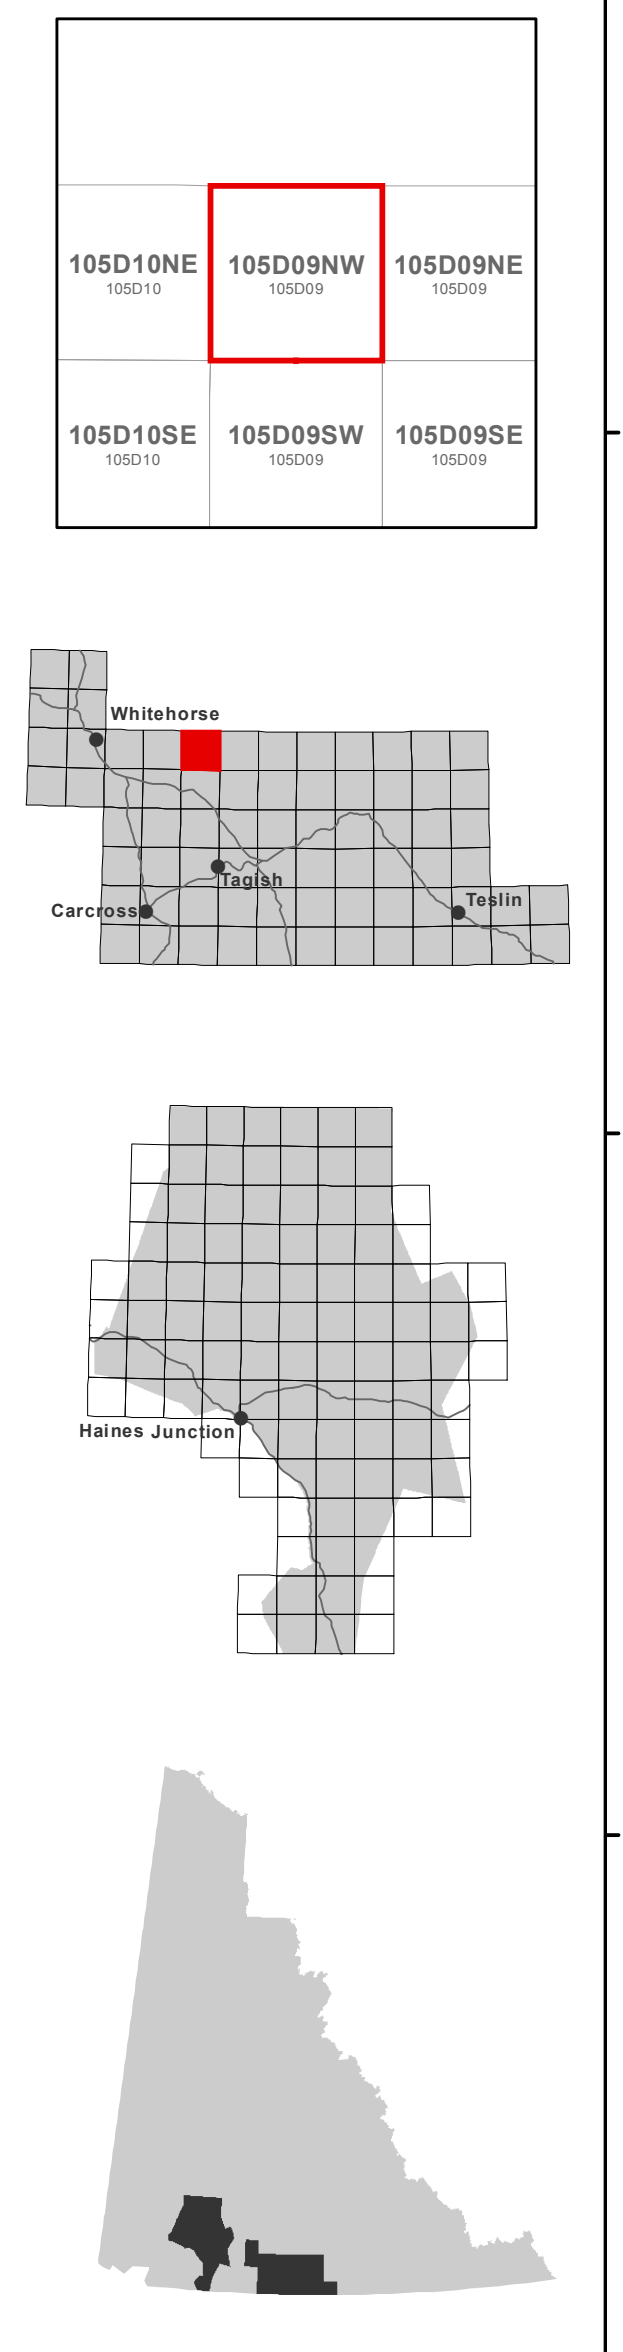 105D10NE 105D09NW 105D09NE
105D10 105D09 105D09
105D10SE 105D09SW 105D09SE
105D10 105D09 105D09
Whitehorse
Tagish
Teslin
Carcross
Haines Junction